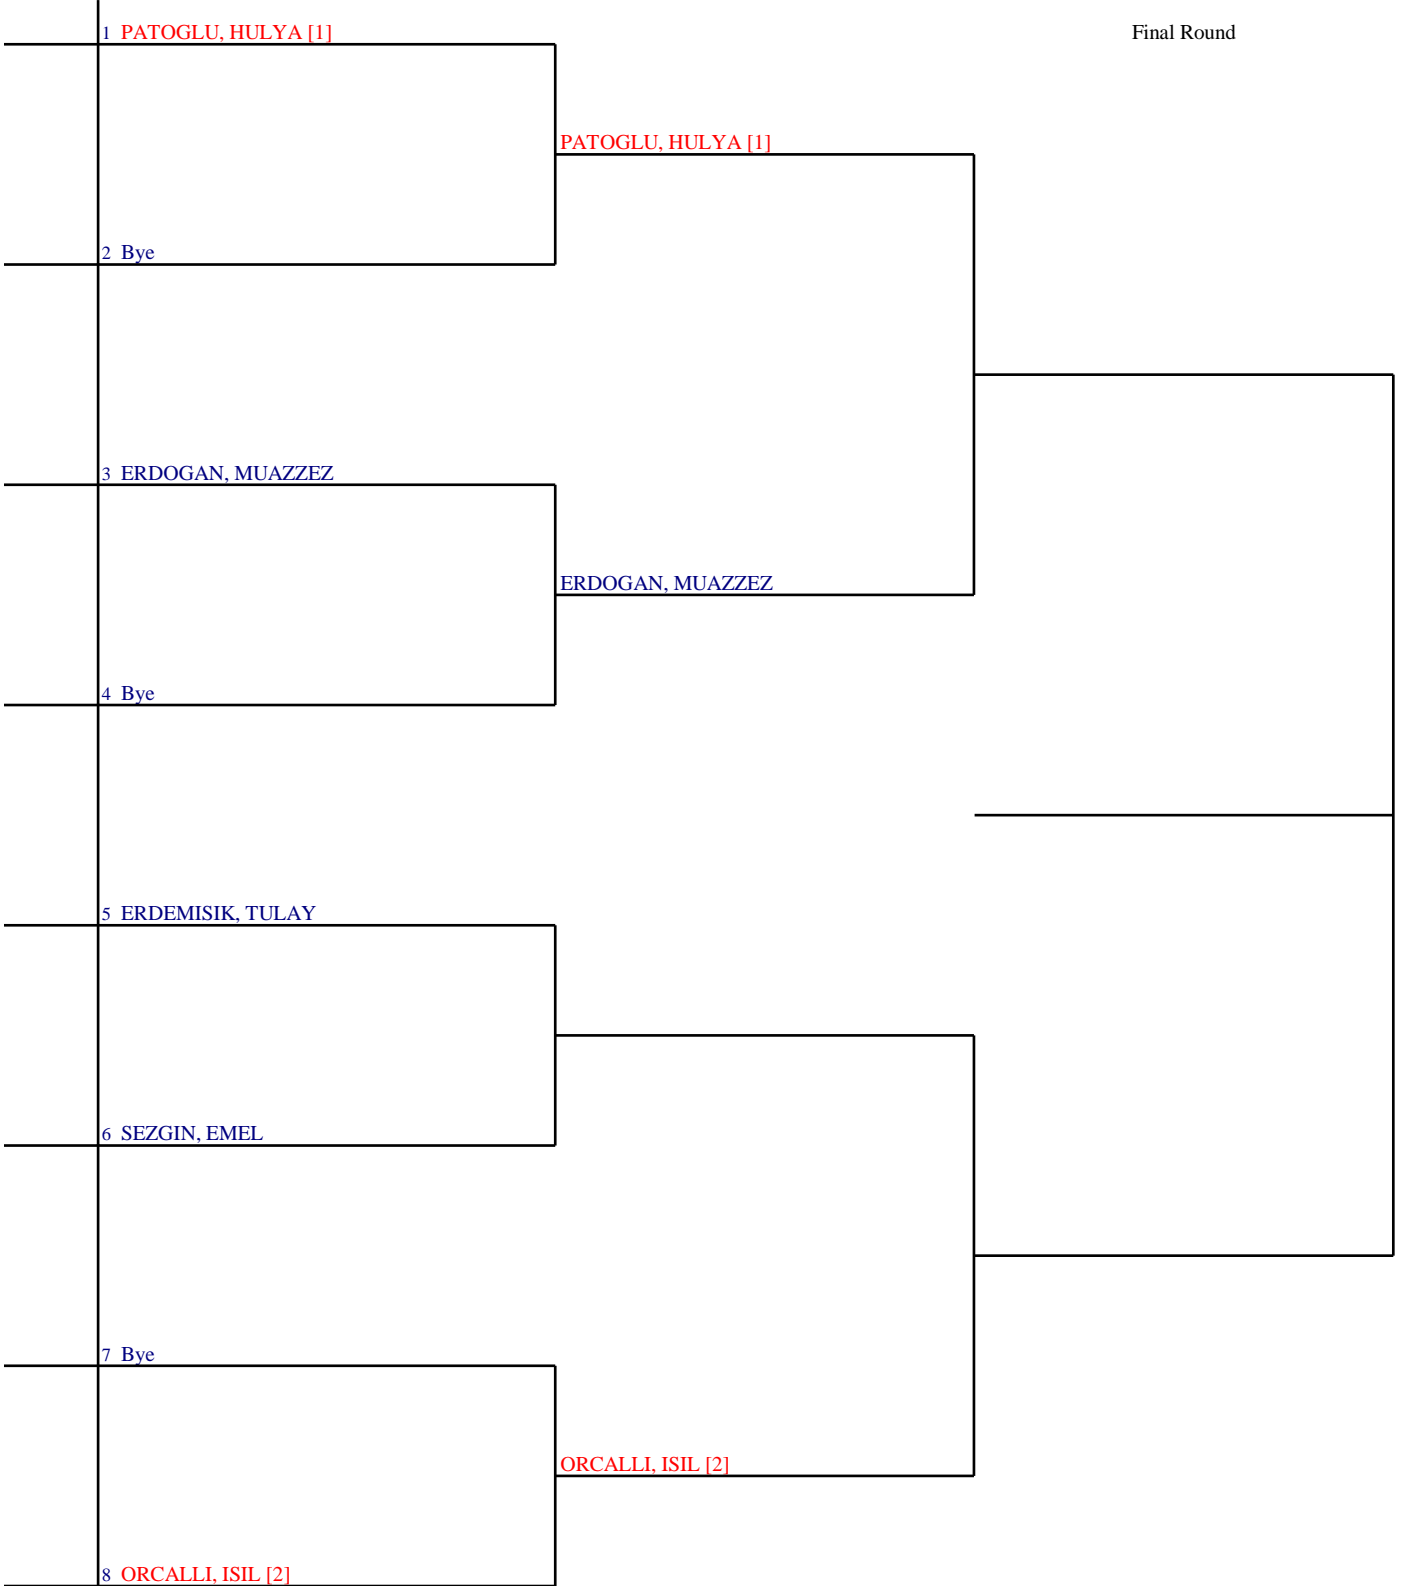 1 PATOGLU, HULYA [1]
Final Round
PATOGLU, HULYA [1]
2 Bye
3 ERDOGAN, MUAZZEZ
ERDOGAN, MUAZZEZ
4 Bye
5 ERDEMISIK, TULAY
6 SEZGIN, EMEL
7 Bye
ORCALLI, ISIL [2]
8 ORCALLI, ISIL [2]